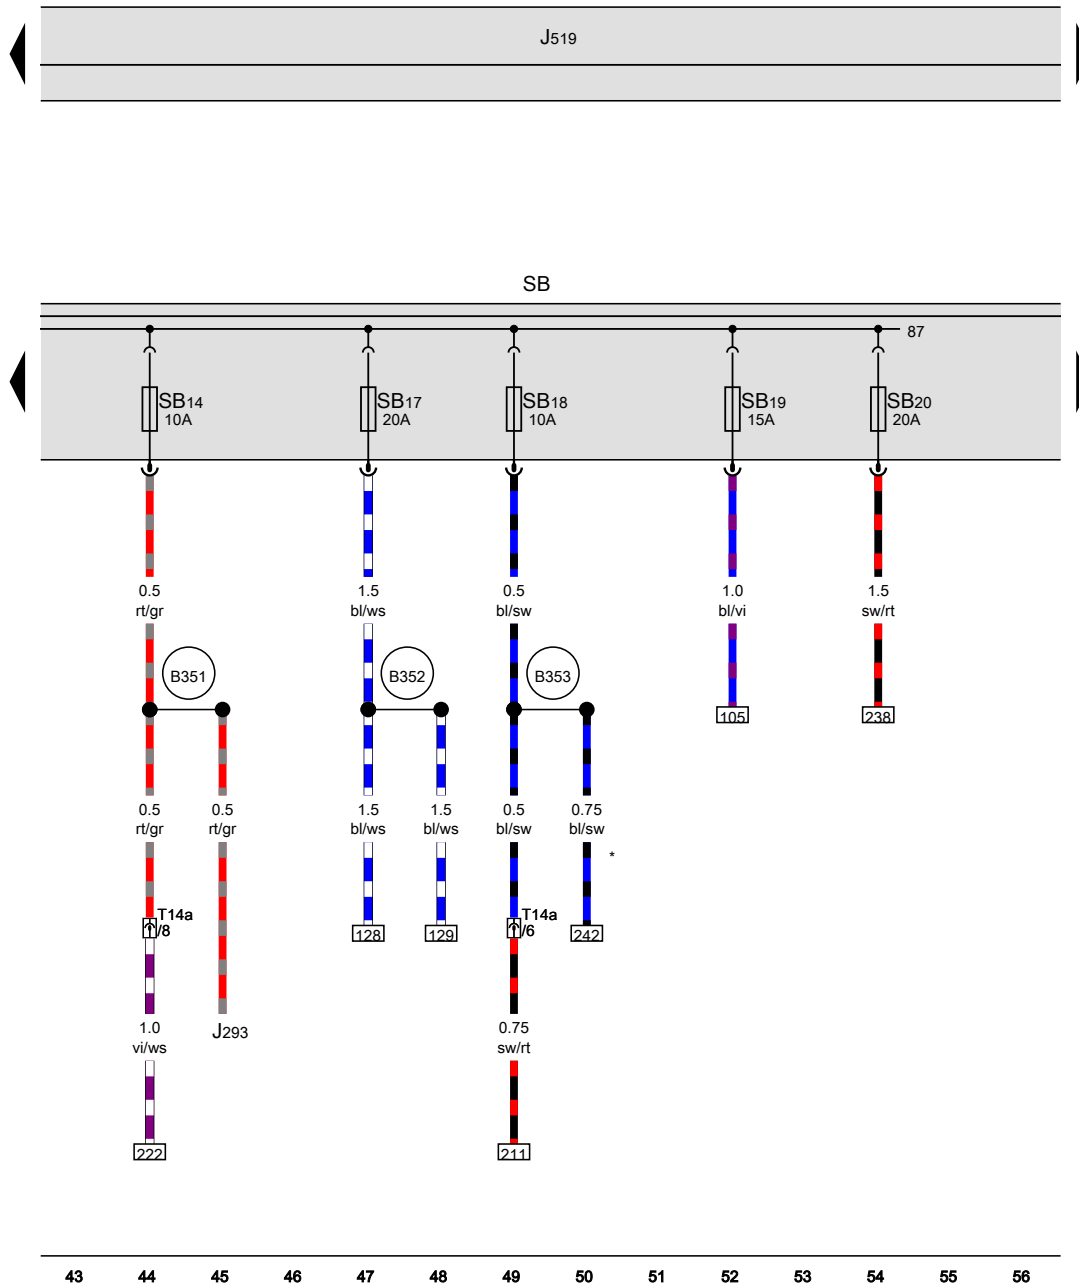 J519
SB
87
SB14 SB17 SB18 SB19 SB20
10A 20A 10A 15A 20A
0.5 1.5 0.5 1.0 1.5
rt/gr bl/ws bl/sw bl/vi sw/rt
B351 B352 B353
105 238
0.5 0.5 1.5 1.5 0.5 0.75
rt/gr rt/gr bl/ws bl/ws bl/sw bl/sw
*
T14a T14a
/8 /6
128 129 242
1.0 J293 0.75
vi/ws sw/rt
222 211
43 44 45 46 47 48 49 50 51 52 53 54 55 56